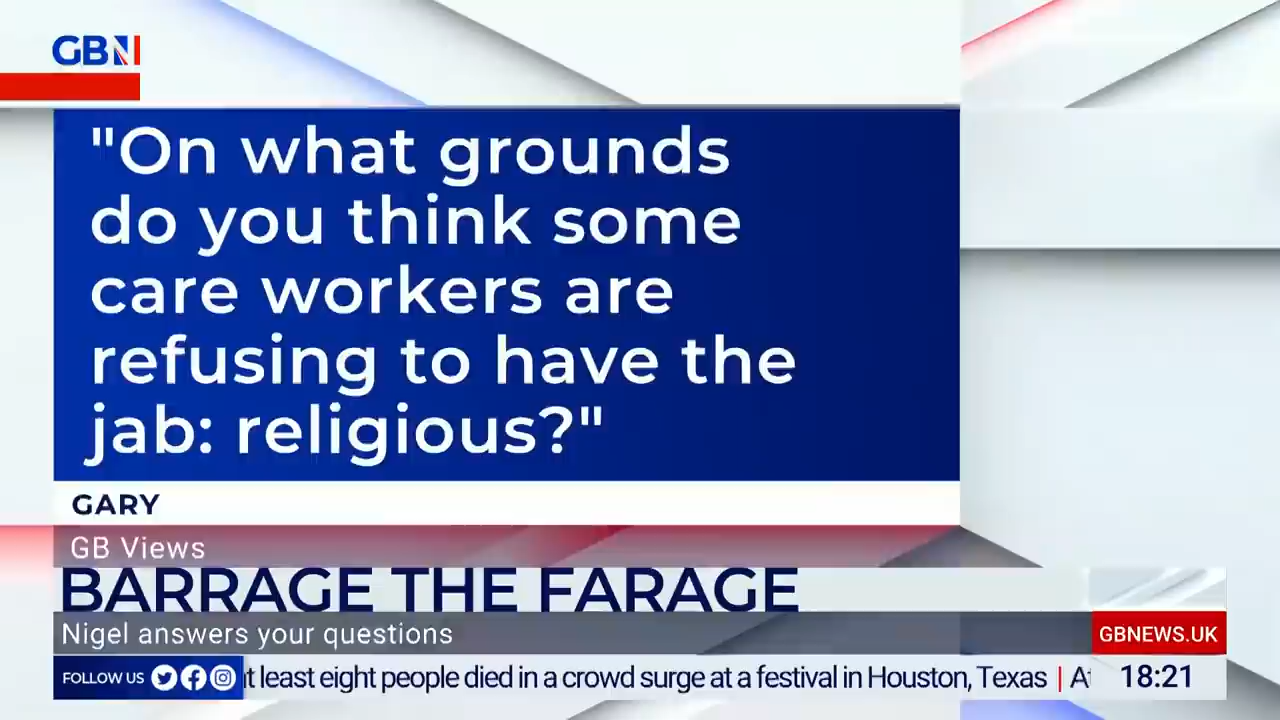 GBN
"On what grounds
do you think some
care workers are
refusing to have the
jab: religious?"
GARY
GB Views
BARRAGE THE FARAGE
Nigel answers your questions
GBNEWS.UK
FOLLOW US
t least eight people died in a crowd surge at a festival in Houston, Texas | A
18:21